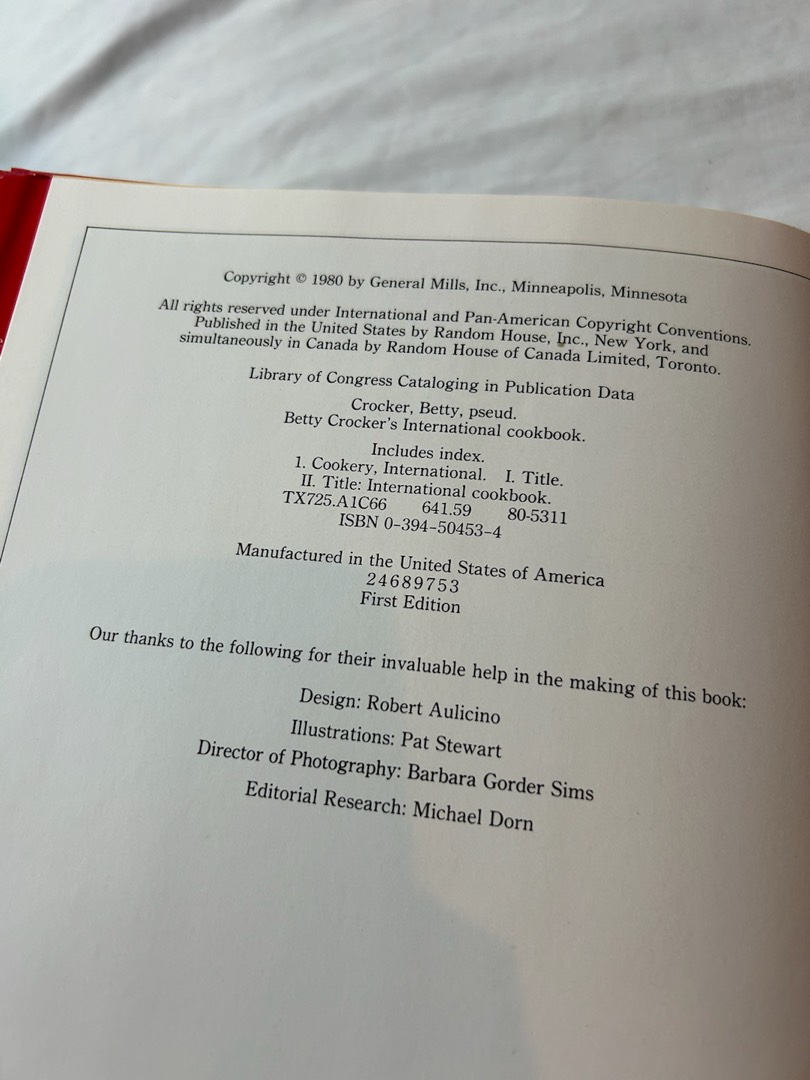 Copyright © 1980 by General Mills, Inc., Minneapolis, Minnesota
All rights reserved under International and Pan-American Copyright Conventions.
Published in the United States by Random House, Inc., New York, and
simultaneously in Canada by Random House of Canada Limited, Toronto.
Library of Congress Cataloging in Publication Data
Crocker, Betty, pseud.
Betty Crocker's International cookbook.
Includes index.
1. Cookery, International. I. Title.
II. Title: International cookbook.
TX725.A1C66 641.59 80-5311
ISBN 0-394-50453-4
Manufactured in the United States of America
24689753
First Edition
Our thanks to the following for their invaluable help in the making of this book:
Design: Robert Aulicino
Illustrations: Pat Stewart
Director of Photography: Barbara Gorder Sims
Editorial Research: Michael Dorn